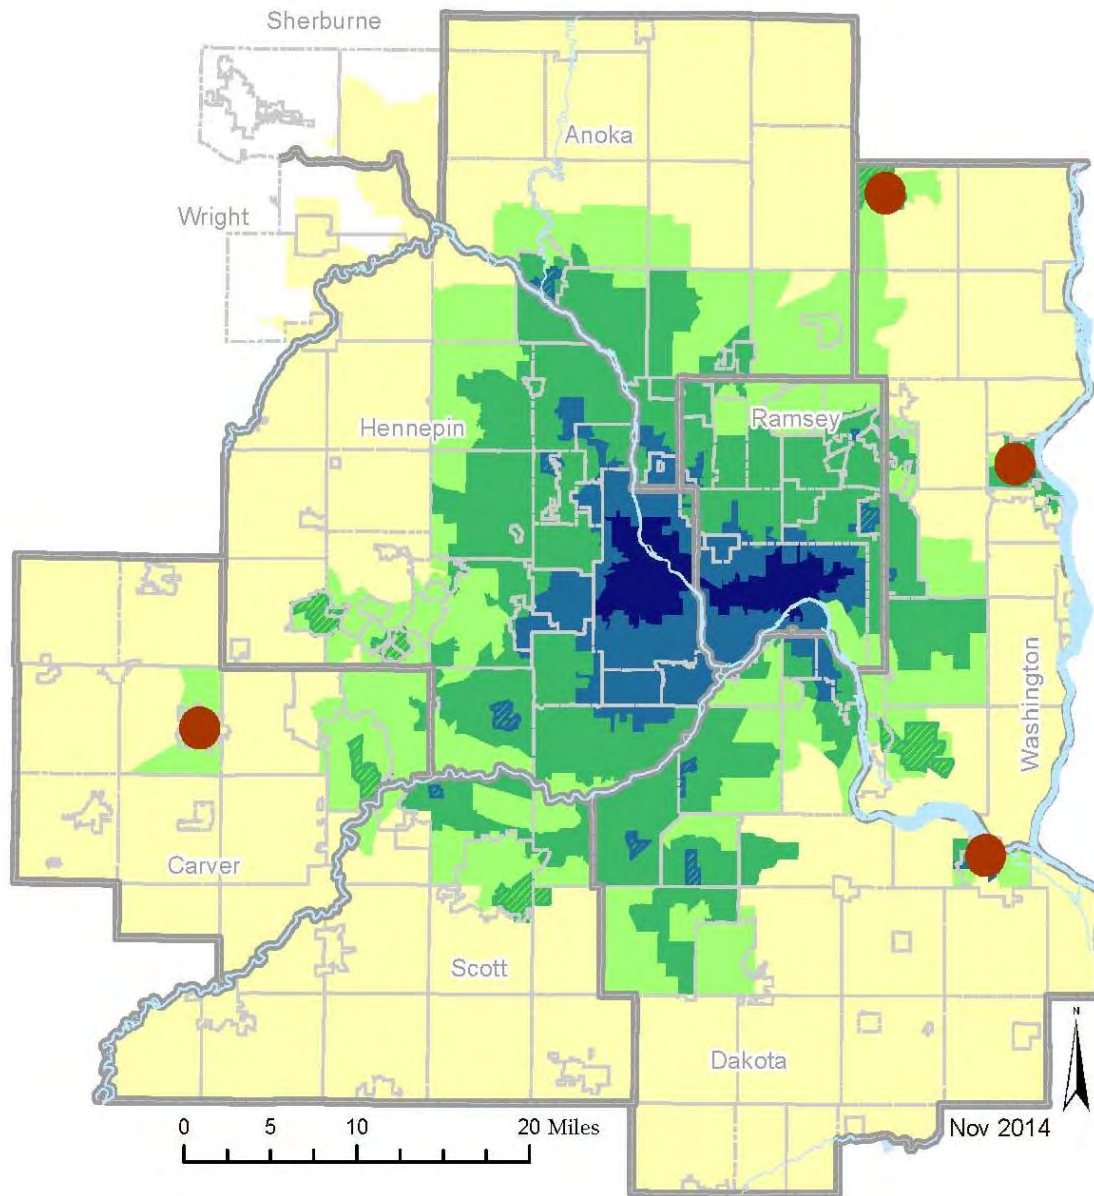 Sherburne
Anoka
Wright
Hennepin
Ramsey
Washington
Carver
Scott
Dakota
N
0 5 10 20 Miles
Nov 2014